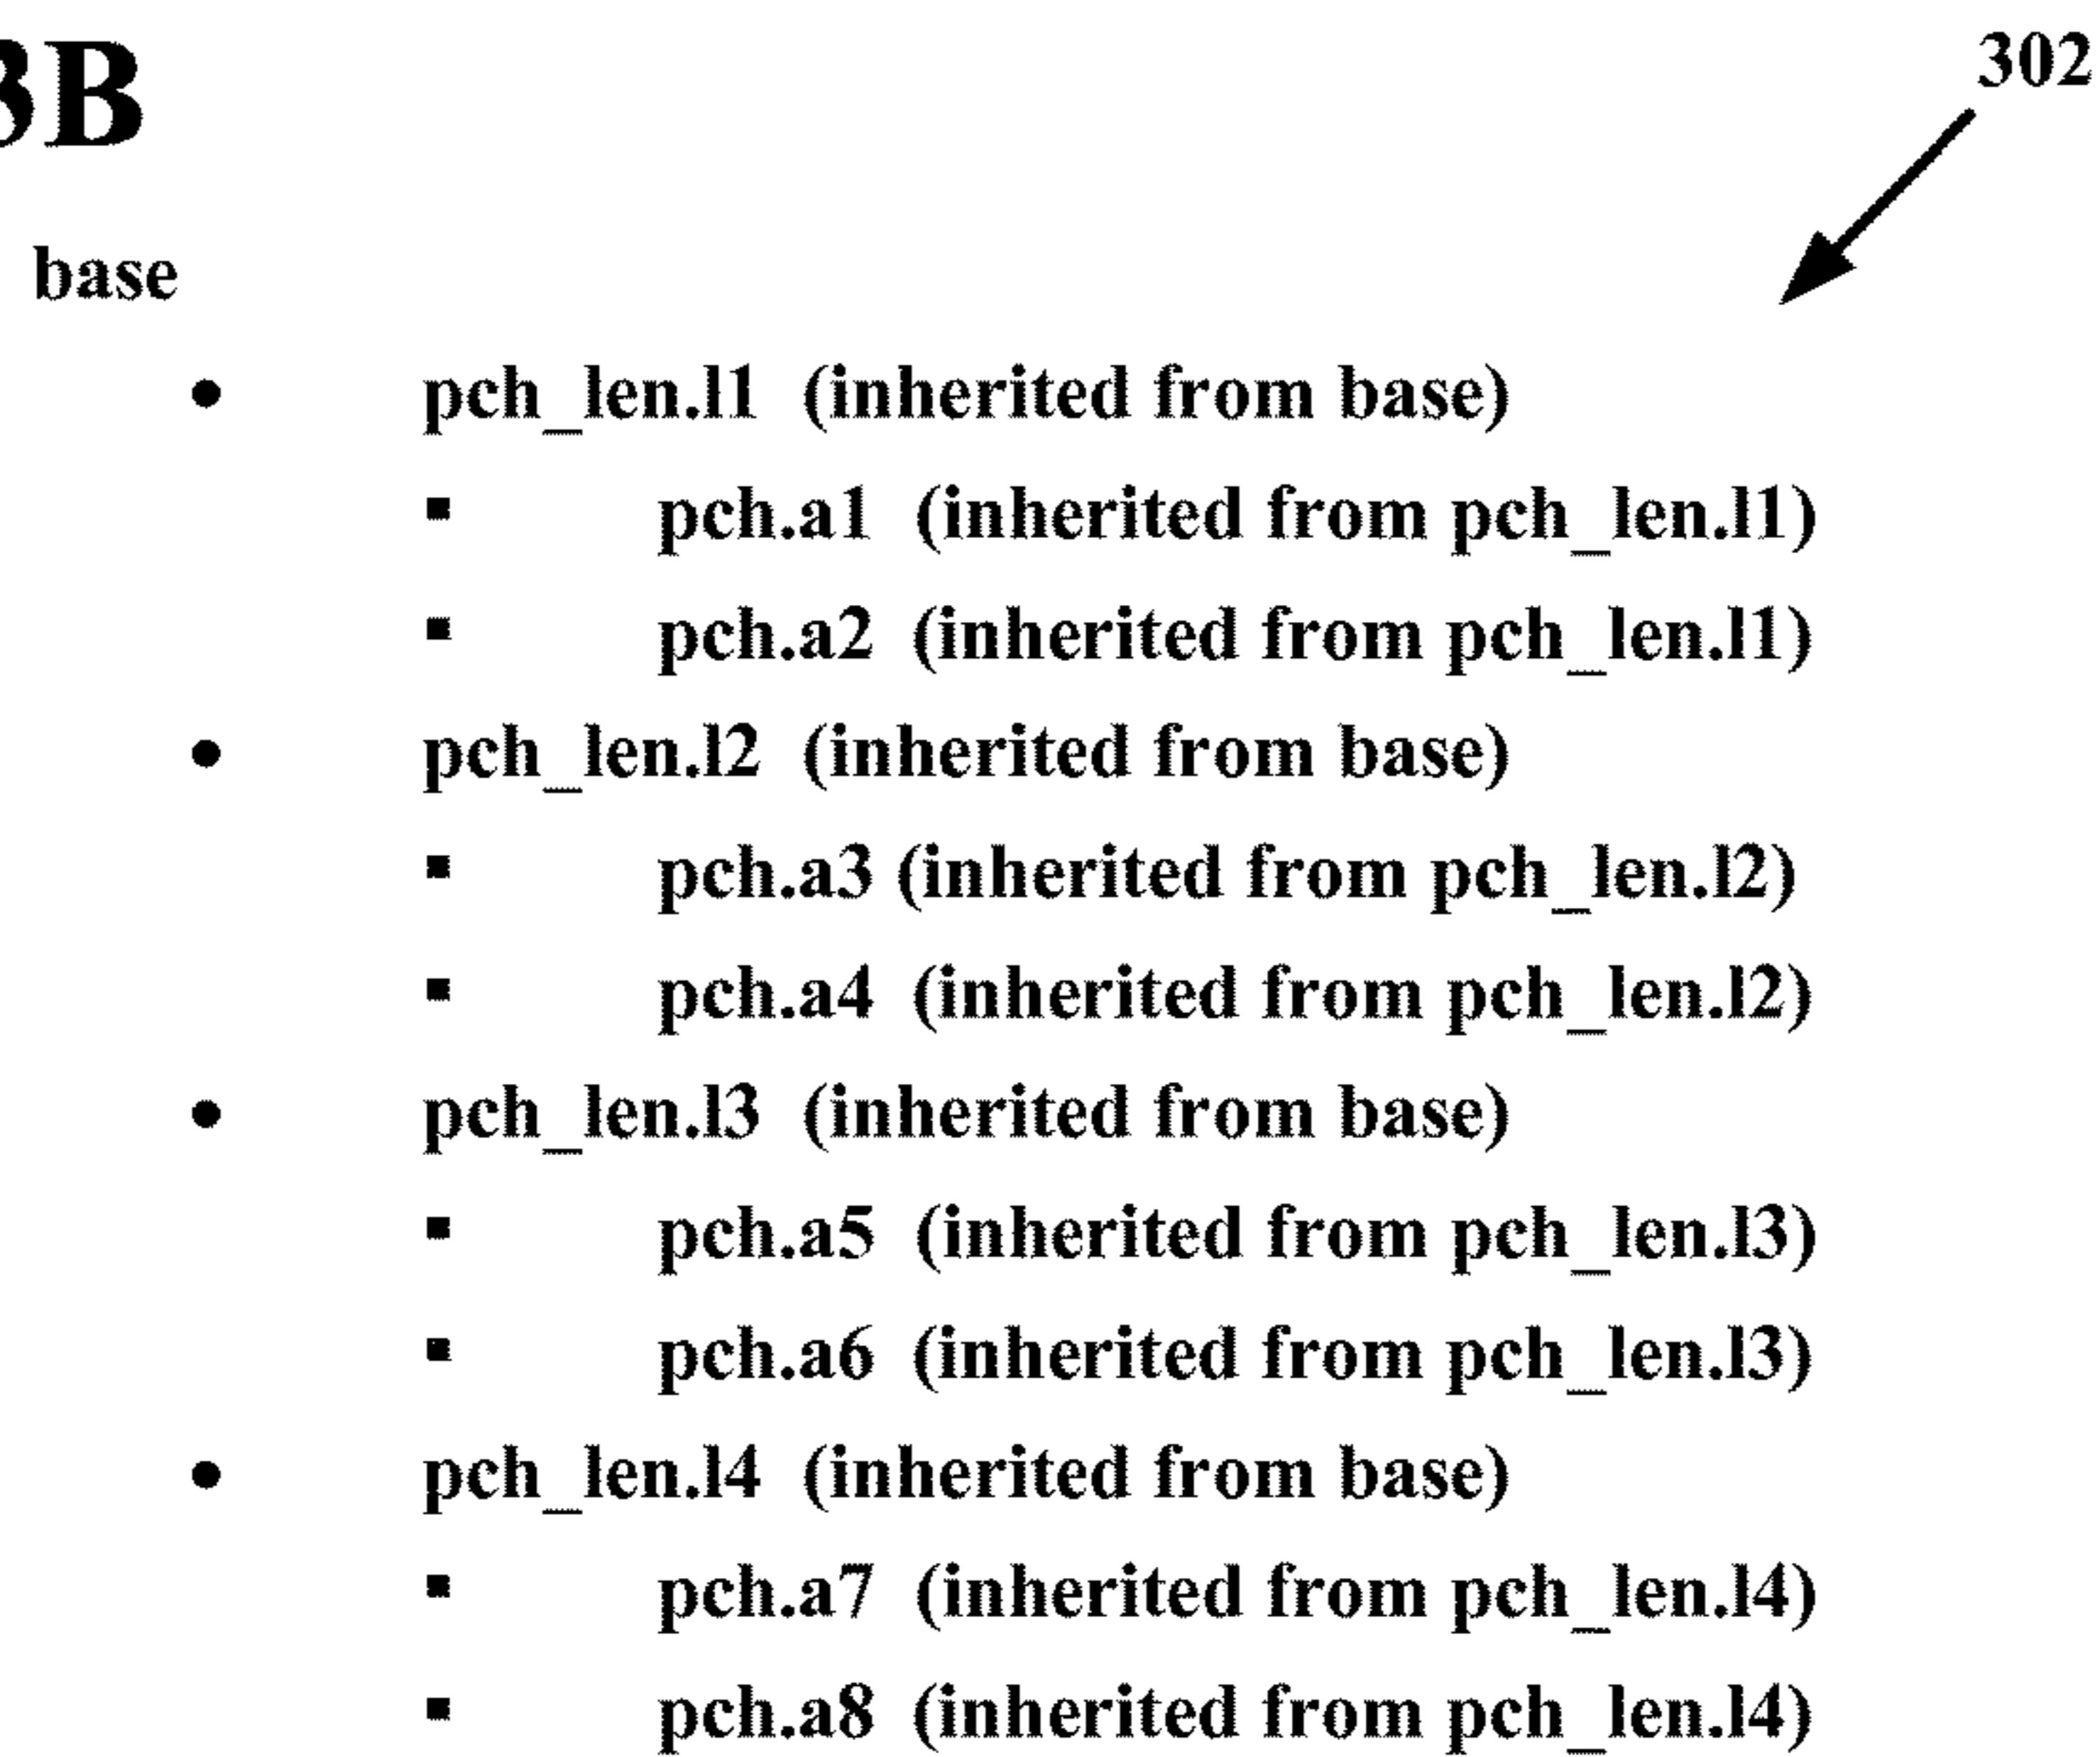 3B
302
base
• pch_len.l1 (inherited from base)
▪ pch.a1 (inherited from pch_len.l1)
▪ pch.a2 (inherited from pch_len.l1)
• pch_len.l2 (inherited from base)
▪ pch.a3 (inherited from pch_len.l2)
▪ pch.a4 (inherited from pch_len.l2)
• pch_len.l3 (inherited from base)
▪ pch.a5 (inherited from pch_len.l3)
▪ pch.a6 (inherited from pch_len.l3)
• pch_len.l4 (inherited from base)
▪ pch.a7 (inherited from pch_len.l4)
▪ pch.a8 (inherited from pch_len.l4)